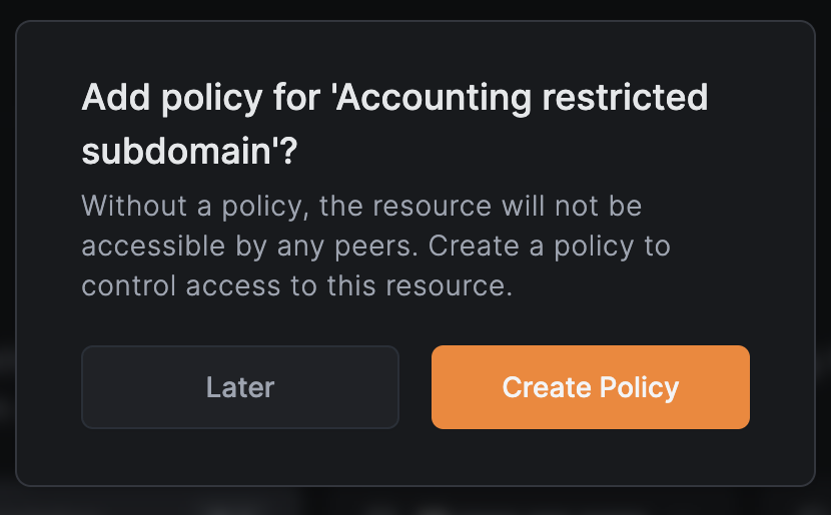 Add policy for 'Accounting restricted
subdomain'?
Without a policy, the resource will not be
accessible by any peers. Create a policy to
control access to this resource.
Later
Create Policy